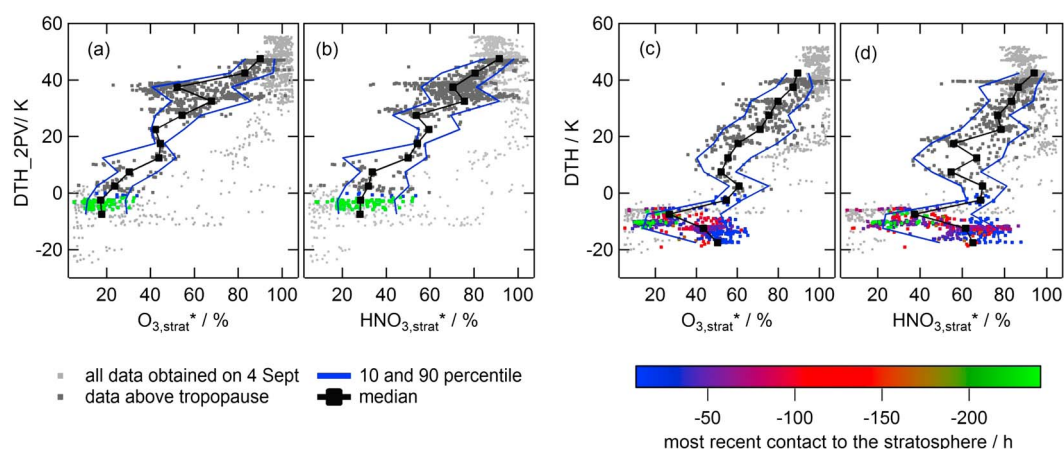 60
40
20
0
-20
DTH_2PV/ K
(a)
20 40 60 80 100
O3,strat* / %
(b)
20 40 60 80 100
HNO3,strat* / %
60
40
20
0
-20
DTH / K
(c)
20 40 60 80 100
O3,strat* / %
(d)
20 40 60 80 100
HNO3,strat* / %
all data obtained on 4 Sept
data above tropopause
10 and 90 percentile
median
-50 -100 -150 -200
most recent contact to the stratosphere / h